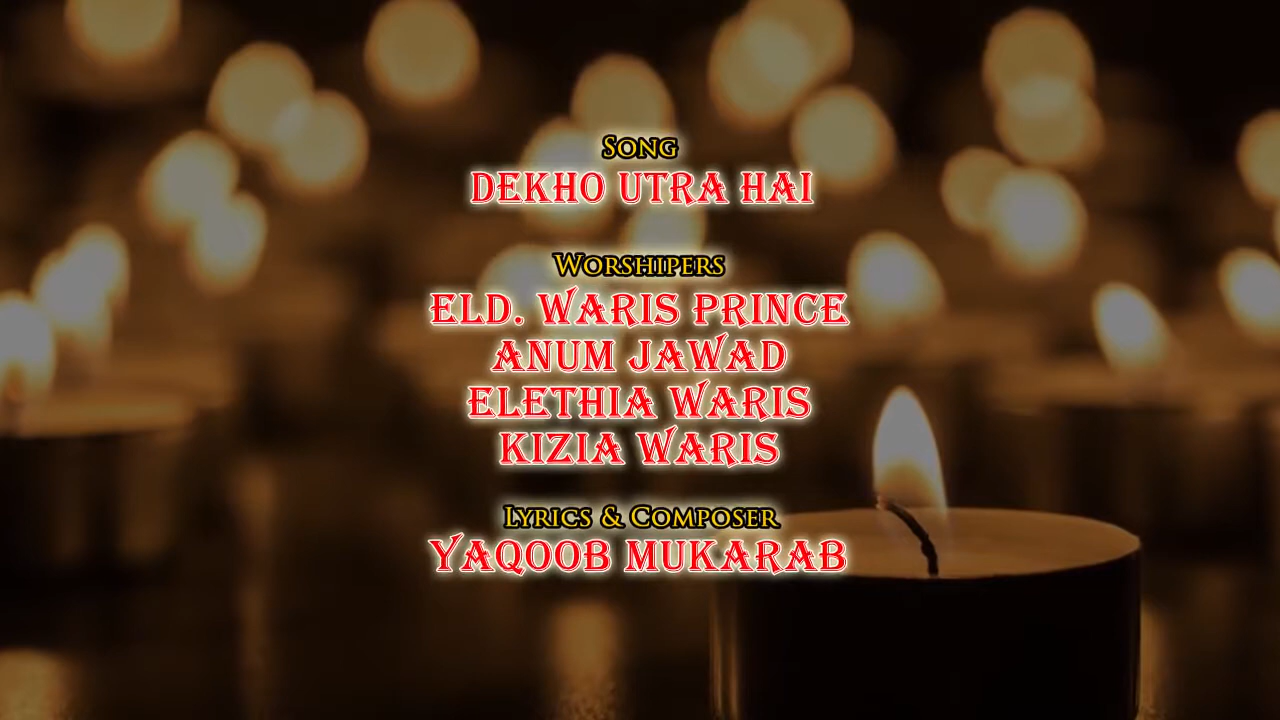 Song
DEKHO UTRA HAI
Worshipers
ELD. WARIS PRINCE
ANUM JAWAD
ELETHIA WARIS
KIZIA WARIS
Lyrics & Composer
YAQOOB MUKARAB